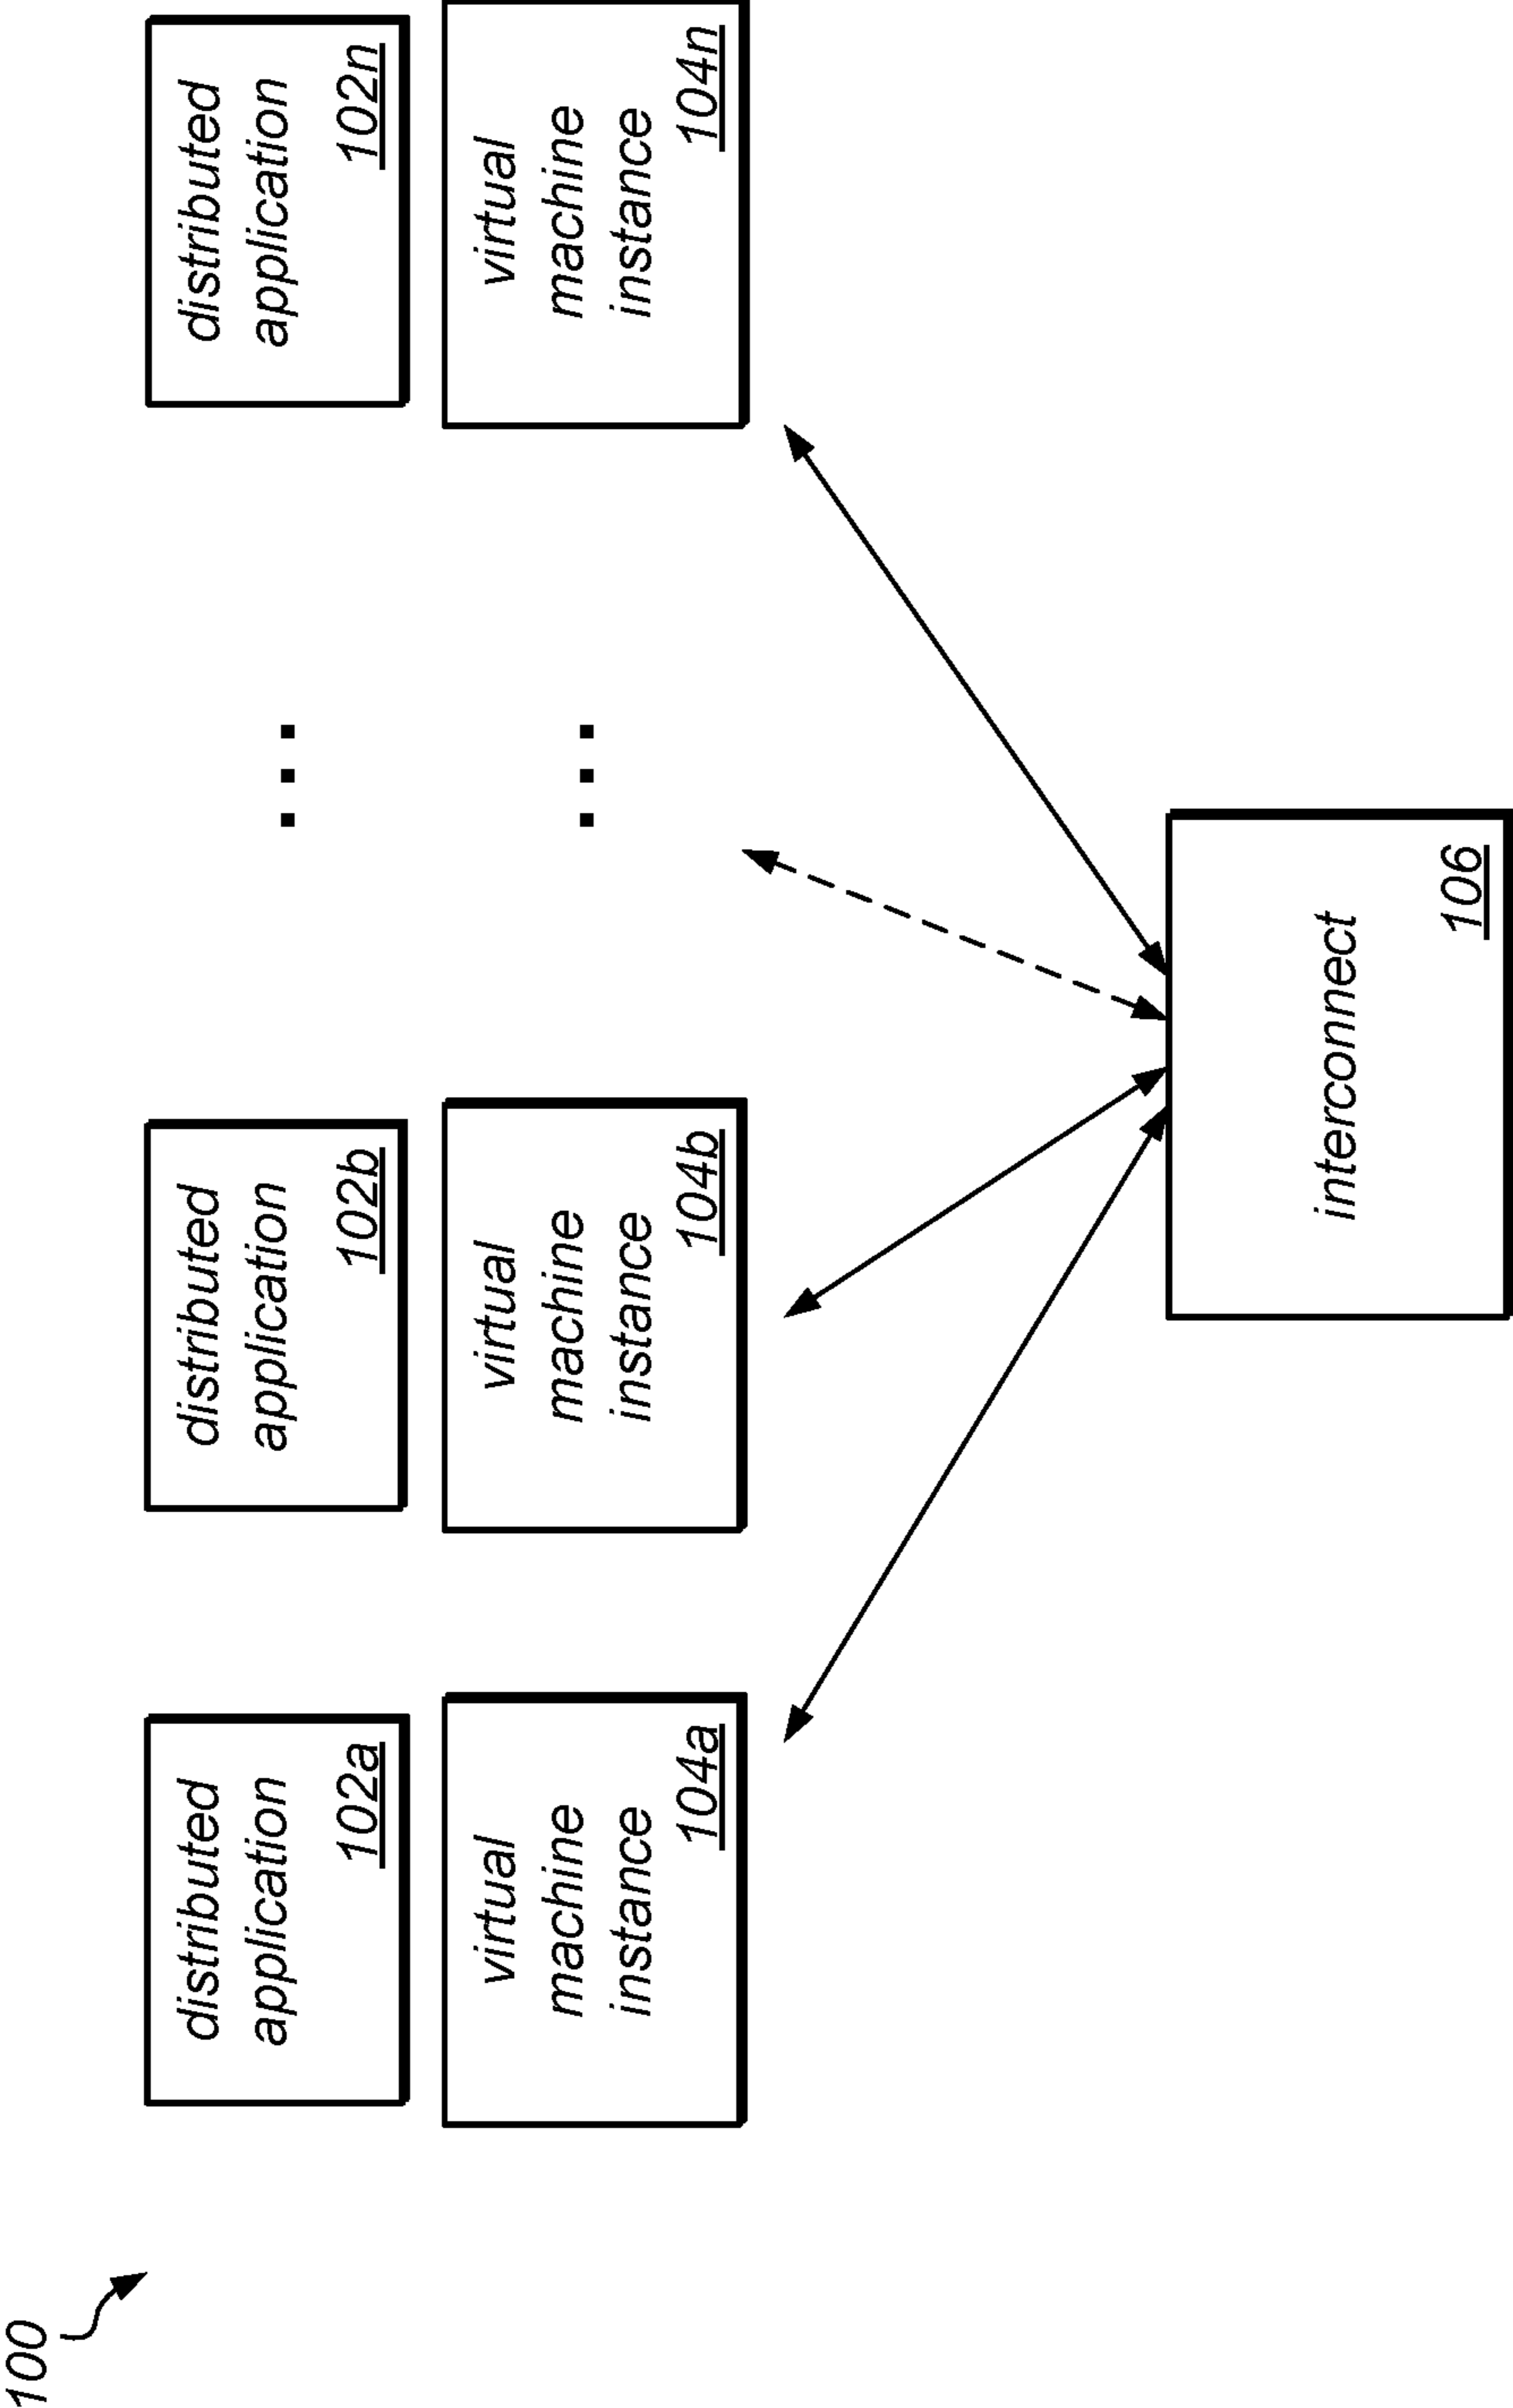 100
distributed
application
102a
distributed
application
102b
...
distributed
application
102n
virtual
machine
instance
104a
virtual
machine
instance
104b
...
virtual
machine
instance
104n
interconnect
106